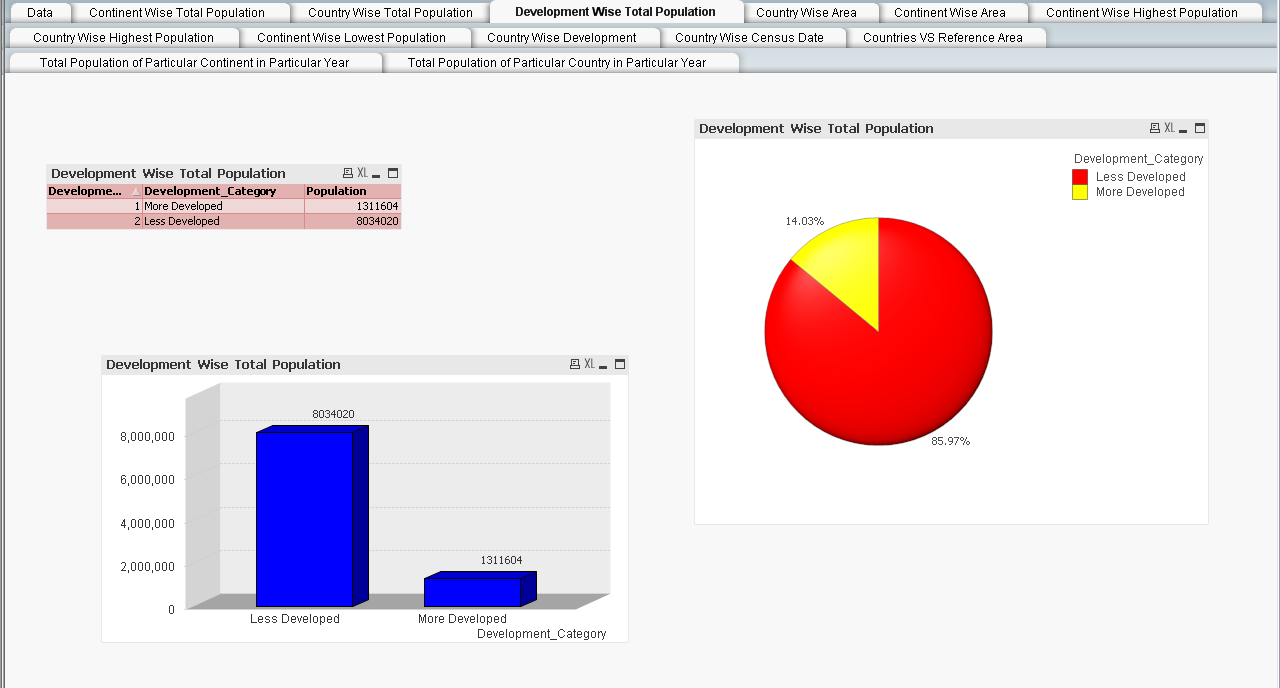 Data Continent Wise Total Population Country Wise Total Population Development Wise Total Population Country Wise Area Continent Wise Area Continent Wise Highest Population
Country Wise Highest Population Continent Wise Lowest Population Country Wise Development Country Wise Census Date Countries VS Reference Area
Total Population of Particular Continent in Particular Year Total Population of Particular Country in Particular Year
Development Wise Total Population XL
Developme... Development_Category Population
1 More Developed 1311604
2 Less Developed 8034020
Development Wise Total Population XL
Development_Category
Less Developed
More Developed
14.03%
85.97%
Development Wise Total Population XL
8034020
8,000,000
6,000,000
4,000,000
1311604
2,000,000
0
Less Developed More Developed
Development_Category